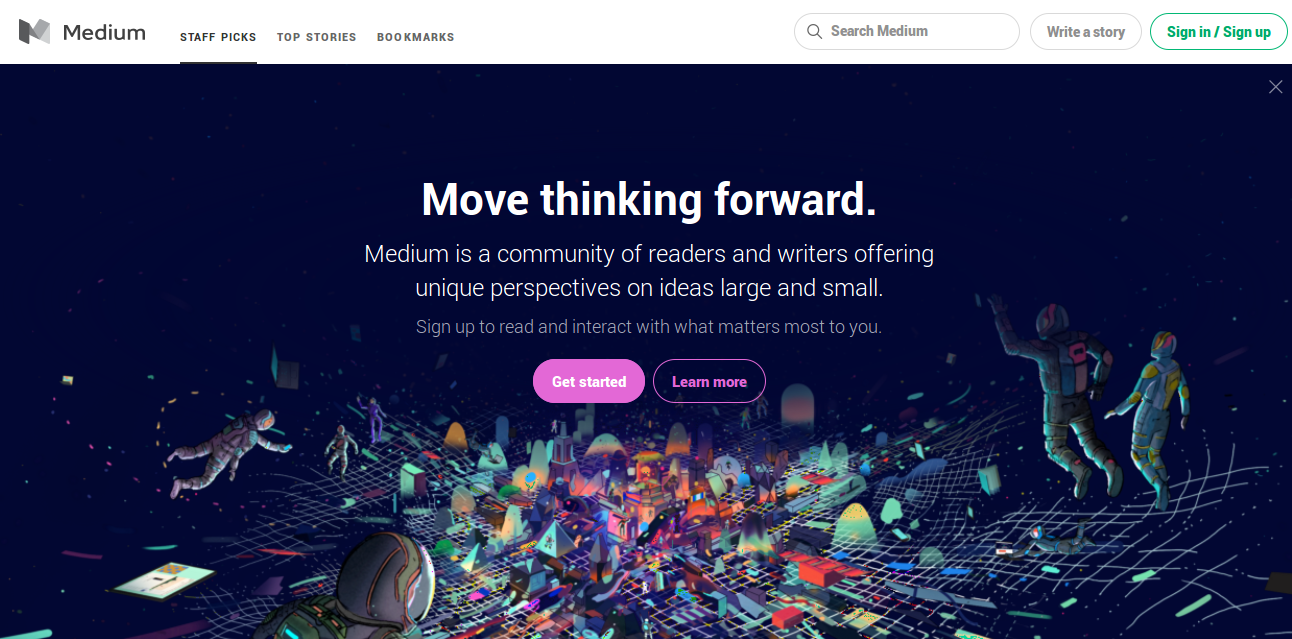 Medium
STAFF PICKS
TOP STORIES
BOOKMARKS
Search Medium
Write a story
Sign in / Sign up
Move thinking forward.
Medium is a community of readers and writers offering
unique perspectives on ideas large and small.
Sign up to read and interact with what matters most to you.
Get started
Learn more